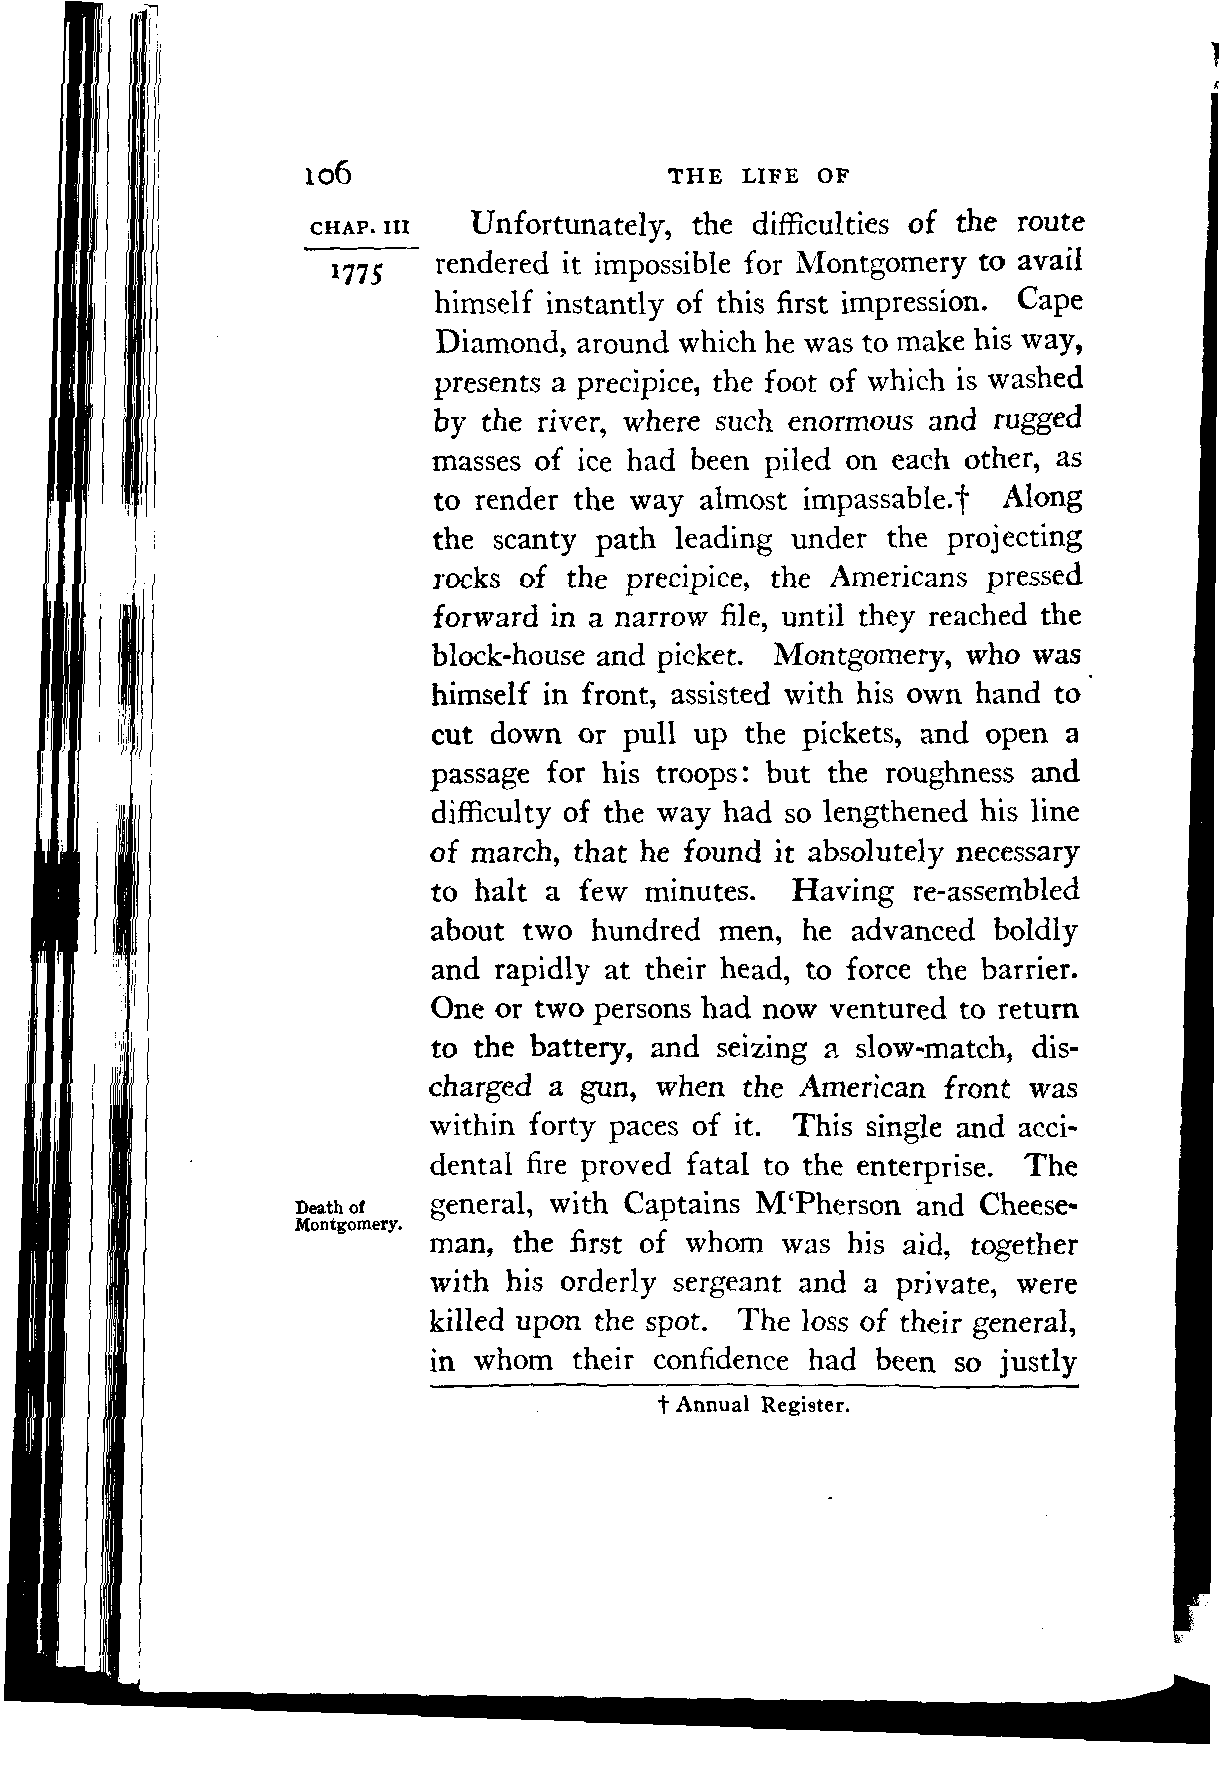 106 THE LIFE OF
CHAP. III
1775
Unfortunately, the difficulties of the route
rendered it impossible for Montgomery to avail
himself instantly of this first impression. Cape
Diamond, around which he was to make his way,
presents a precipice, the foot of which is washed
by the river, where such enormous and rugged
masses of ice had been piled on each other, as
to render the way almost impassable.† Along
the scanty path leading under the projecting
rocks of the precipice, the Americans pressed
forward in a narrow file, until they reached the
block-house and picket. Montgomery, who was
himself in front, assisted with his own hand to
cut down or pull up the pickets, and open a
passage for his troops: but the roughness and
difficulty of the way had so lengthened his line
of march, that he found it absolutely necessary
to halt a few minutes. Having re-assembled
about two hundred men, he advanced boldly
and rapidly at their head, to force the barrier.
One or two persons had now ventured to return
to the battery, and seizing a slow-match, dis-
charged a gun, when the American front was
within forty paces of it. This single and acci-
dental fire proved fatal to the enterprise. The
Death of
Montgomery.
general, with Captains M‘Pherson and Cheese-
man, the first of whom was his aid, together
with his orderly sergeant and a private, were
killed upon the spot. The loss of their general,
in whom their confidence had been so justly
† Annual Register.